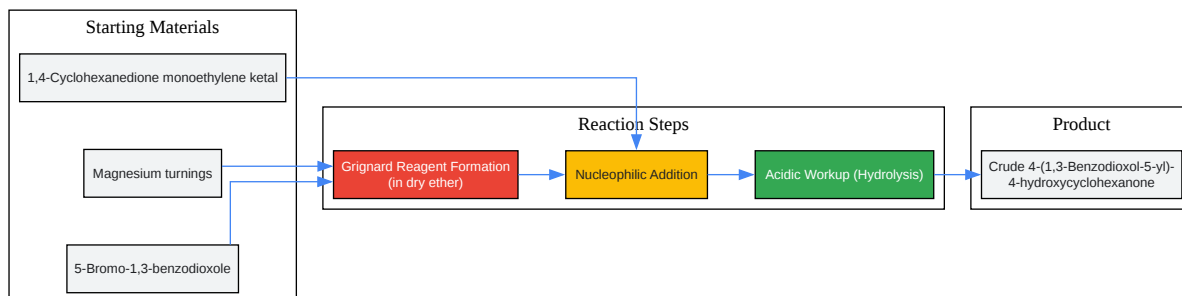 Starting Materials
1,4-Cyclohexanedione monoethylene ketal
Magnesium turnings
5-Bromo-1,3-benzodioxole
Reaction Steps
Grignard Reagent Formation
(in dry ether)
Nucleophilic Addition
Acidic Workup (Hydrolysis)
Product
Crude 4-(1,3-Benzodioxol-5-yl)-
4-hydroxycyclohexanone